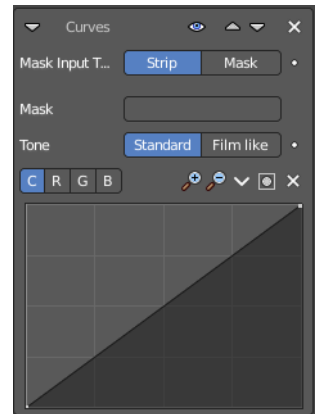 Curves
Mask Input T... Strip Mask
Mask
Tone Standard Film like
C R G B